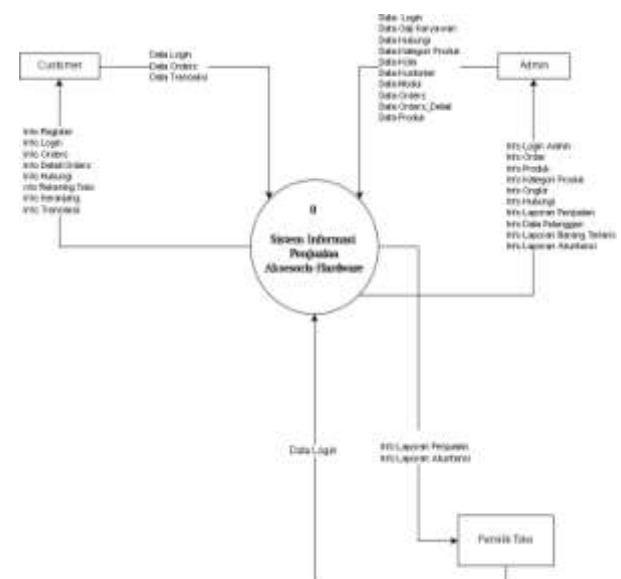 Customer
Data Login
Data Orders
Data Transaksi
Data Login
Data Gaji Karyawan
Data Hubungi
Data Kategori Produk
Data Kota
Data Kustomer
Data Modul
Data Orders
Data Orders_Detail
Data Produk
Admin
Info Register
Info Login
Info Orders
Info Detail Orders
Info Hubungi
Info Rekening Toko
Info Keranjang
Info Transaksi
0
Sistem Informasi
Penjualan
Aksesoris Hardware
Info Login Admin
Info Order
Info Produk
Info Kategori Produk
Info Ongkir
Info Hubungi
Info Laporan Penjualan
Info Data Pelanggan
Info Laporan Barang Terlaris
Info Laporan Akuntansi
Data Login
Info Laporan Penjualan
Info Laporan Akuntansi
Pemilik Toko